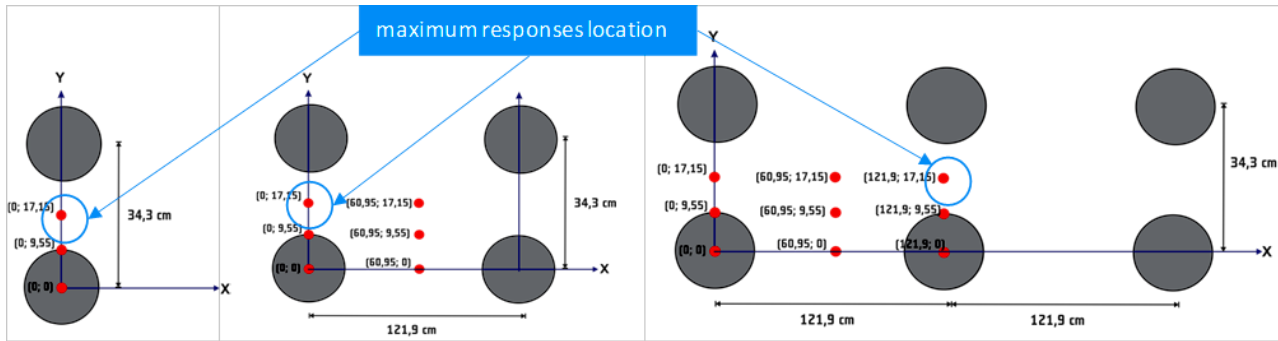 maximum responses location
Y
(0; 17,15)
(0; 9,55)
(0; 0)
34,3 cm
X
Y
(0; 17,15)
(0; 9,55)
(0; 0)
(60,95; 17,15)
(60,95; 9,55)
(60,95; 0)
34,3 cm
X
121,9 cm
Y
(0; 17,15)
(0; 9,55)
(0; 0)
(60,95; 17,15)
(60,95; 9,55)
(60,95; 0)
(121,9; 17,15)
(121,9; 9,55)
(121,9; 0)
34,3 cm
X
121,9 cm
121,9 cm